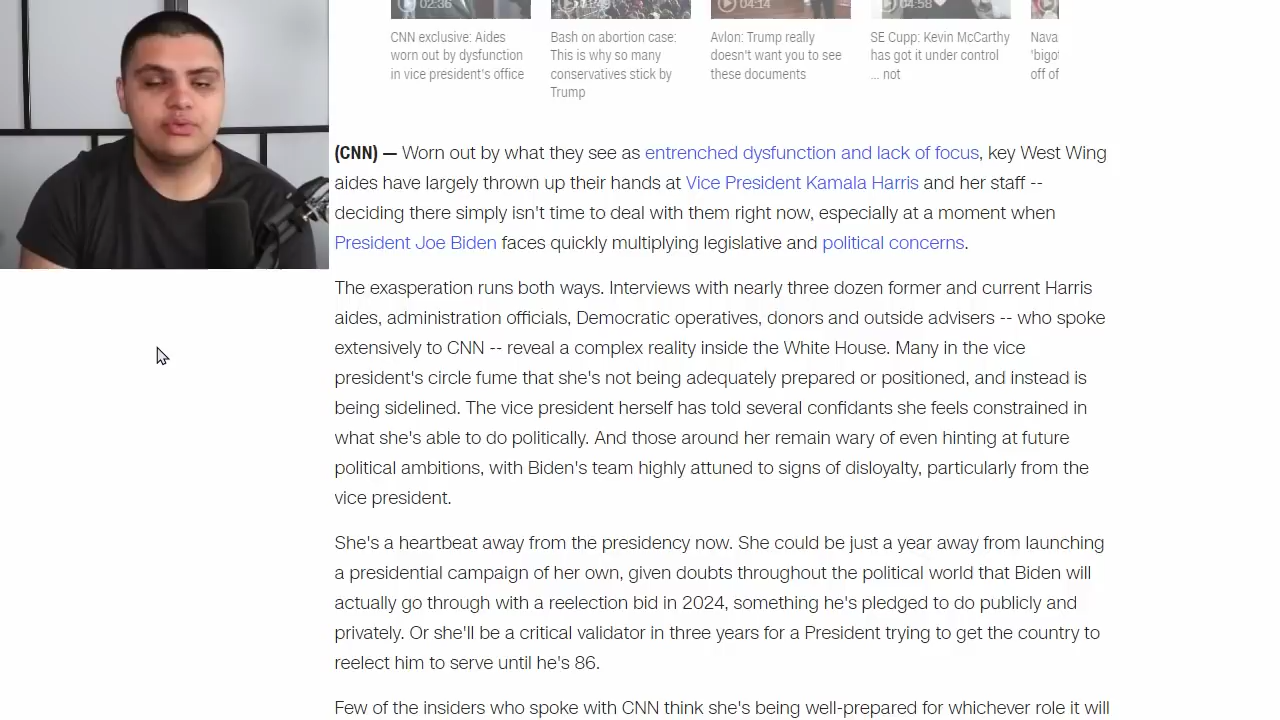 02:36
04:14
04:58
CNN exclusive: Aides
worn out by dysfunction
in vice president's office
Bash on abortion case:
This is why so many
conservatives stick by
Trump
Avlon: Trump really
doesn't want you to see
these documents
SE Cupp: Kevin McCarthy
has got it under control
... not
Nava
'bigot
off of
(CNN) — Worn out by what they see as entrenched dysfunction and lack of focus, key West Wing
aides have largely thrown up their hands at Vice President Kamala Harris and her staff --
deciding there simply isn't time to deal with them right now, especially at a moment when
President Joe Biden faces quickly multiplying legislative and political concerns.
The exasperation runs both ways. Interviews with nearly three dozen former and current Harris
aides, administration officials, Democratic operatives, donors and outside advisers -- who spoke
extensively to CNN -- reveal a complex reality inside the White House. Many in the vice
president's circle fume that she's not being adequately prepared or positioned, and instead is
being sidelined. The vice president herself has told several confidants she feels constrained in
what she's able to do politically. And those around her remain wary of even hinting at future
political ambitions, with Biden's team highly attuned to signs of disloyalty, particularly from the
vice president.
She's a heartbeat away from the presidency now. She could be just a year away from launching
a presidential campaign of her own, given doubts throughout the political world that Biden will
actually go through with a reelection bid in 2024, something he's pledged to do publicly and
privately. Or she'll be a critical validator in three years for a President trying to get the country to
reelect him to serve until he's 86.
Few of the insiders who spoke with CNN think she's being well-prepared for whichever role it will